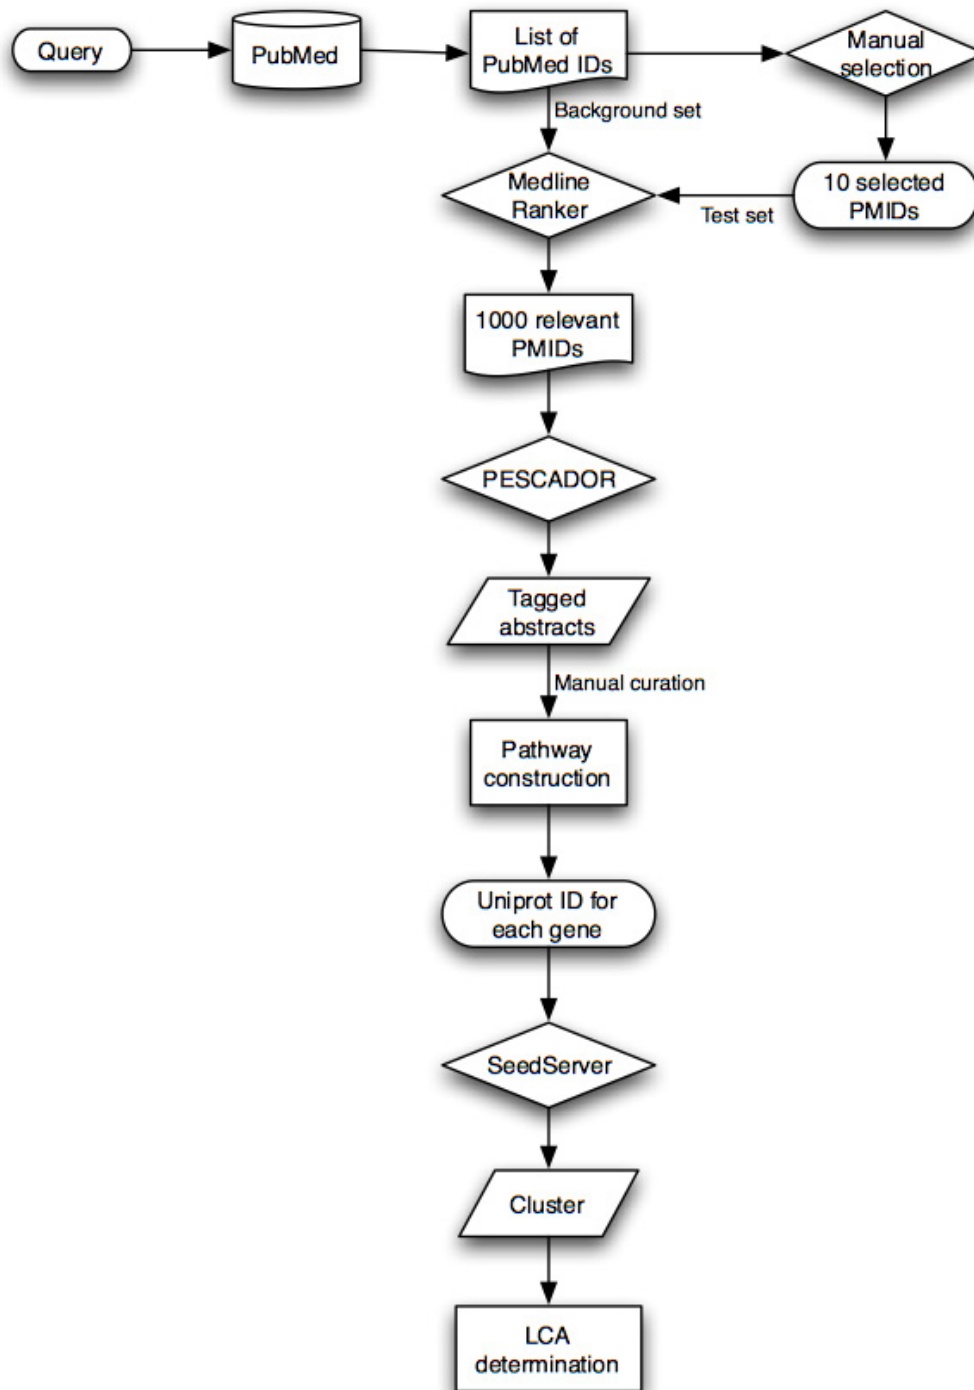 Query
PubMed
List of
PubMed IDs
Manual
selection
Background set
Medline
Ranker
Test set
10 selected
PMIDs
1000 relevant
PMIDs
PESCADOR
Tagged
abstracts
Manual curation
Pathway
construction
Uniprot ID for
each gene
SeedServer
Cluster
LCA
determination